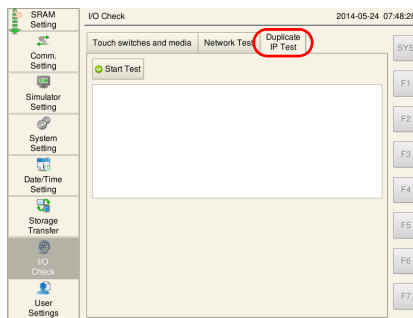 SRAM
Setting
Comm.
Setting
Simulator
Setting
System
Setting
Date/Time
Setting
Storage
Transfer
I/O
Check
User
Settings
I/O Check
2014-05-24 07:48:28
Touch switches and media
Network Test
Duplicate
IP Test
Start Test
SYS
F1
F2
F3
F4
F5
F6
F7